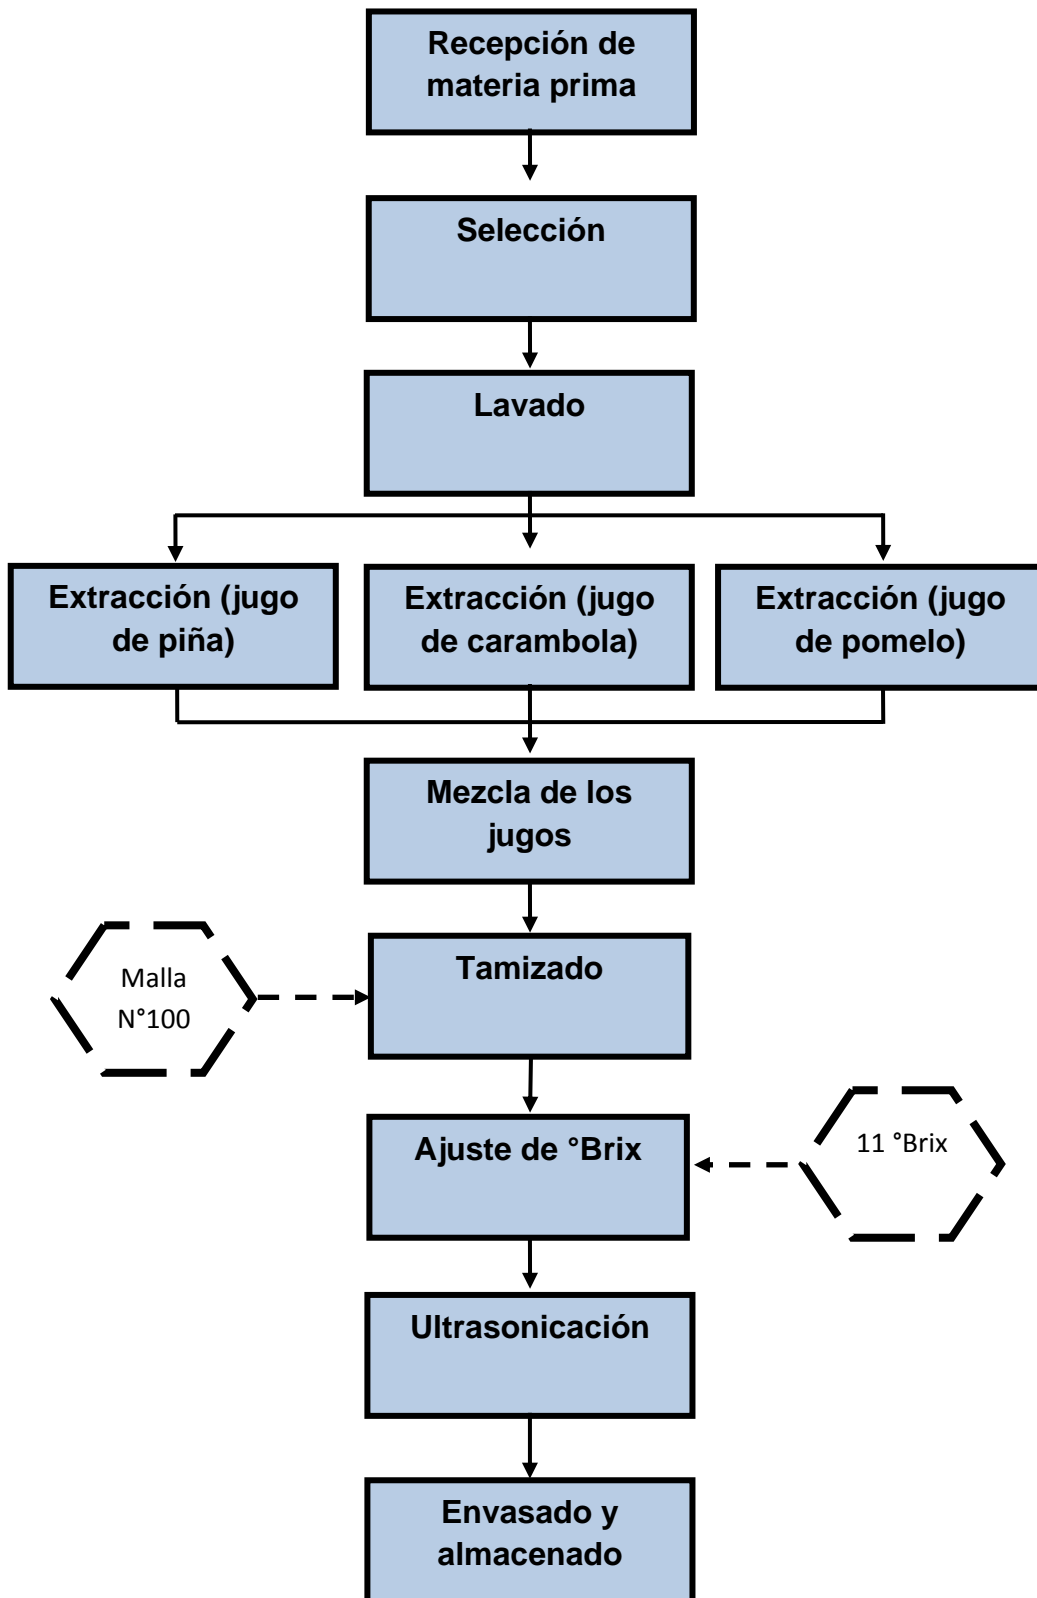 Recepción de
materia prima
Selección
Lavado
Extracción (jugo
de piña)
Extracción (jugo
de carambola)
Extracción (jugo
de pomelo)
Mezcla de los
jugos
Tamizado
Malla
N°100
Ajuste de °Brix
11 °Brix
Ultrasonicación
Envasado y
almacenado